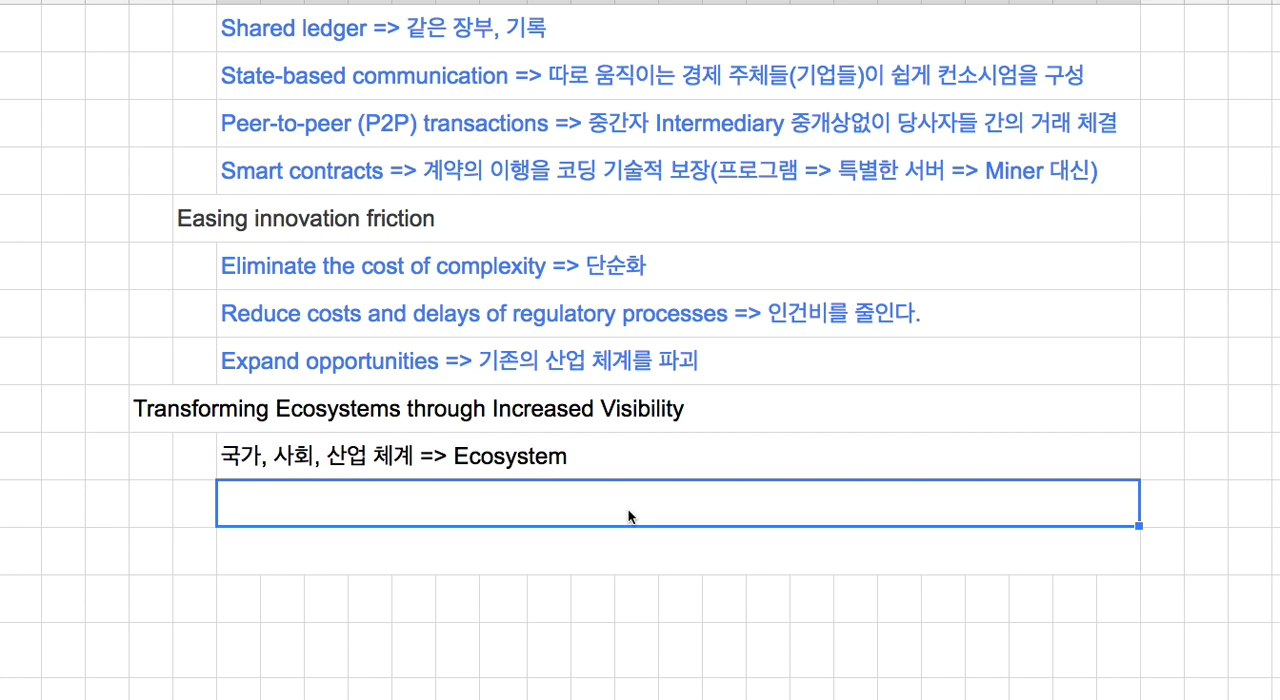 Shared ledger => 같은 장부, 기록
State-based communication => 따로 움직이는 경제 주체들(기업들)이 쉽게 컨소시엄을 구성
Peer-to-peer (P2P) transactions => 중간자 Intermediary 중개상없이 당사자들 간의 거래 체결
Smart contracts => 계약의 이행을 코딩 기술적 보장(프로그램 => 특별한 서버 => Miner 대신)
Easing innovation friction
Eliminate the cost of complexity => 단순화
Reduce costs and delays of regulatory processes => 인건비를 줄인다.
Expand opportunities => 기존의 산업 체계를 파괴
Transforming Ecosystems through Increased Visibility
국가, 사회, 산업 체계 => Ecosystem